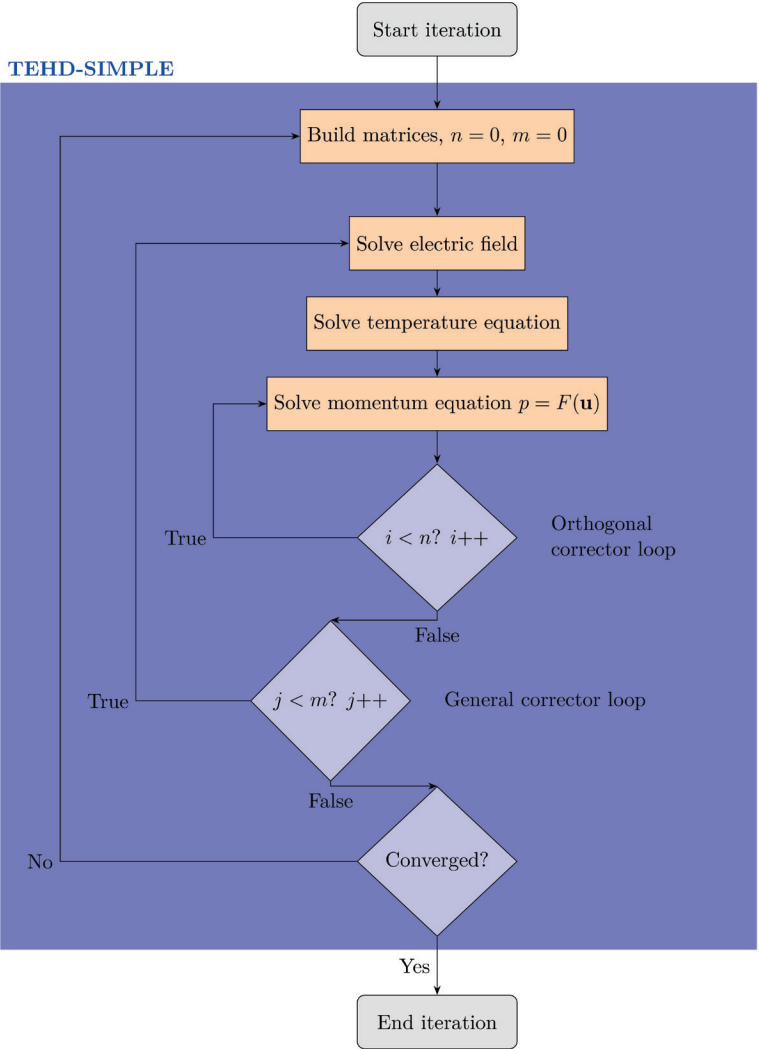 Start iteration
TEHD-SIMPLE
Build matrices, n = 0, m = 0
Solve electric field
Solve temperature equation
Solve momentum equation p = F(u)
i < n? i++
Orthogonal
corrector loop
True
False
j < m? j++
General corrector loop
True
False
Converged?
No
Yes
End iteration